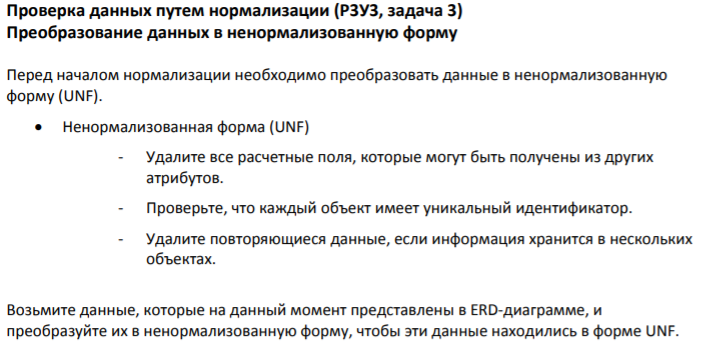 Проверка данных путем нормализации (РЗУ3, задача 3)
Преобразование данных в ненормализованную форму
Перед началом нормализации необходимо преобразовать данные в ненормализованную
форму (UNF).
• Ненормализованная форма (UNF)
- Удалите все расчетные поля, которые могут быть получены из других
атрибутов.
- Проверьте, что каждый объект имеет уникальный идентификатор.
- Удалите повторяющиеся данные, если информация хранится в нескольких
объектах.
Возьмите данные, которые на данный момент представлены в ERD-диаграмме, и
преобразуйте их в ненормализованную форму, чтобы эти данные находились в форме UNF.